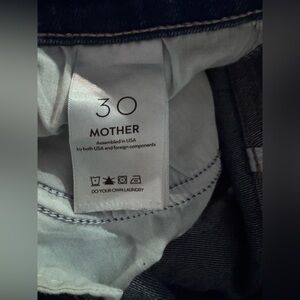 30
MOTHER
Assembled in USA
by both USA and foreign components
DO YOUR OWN LAUNDRY